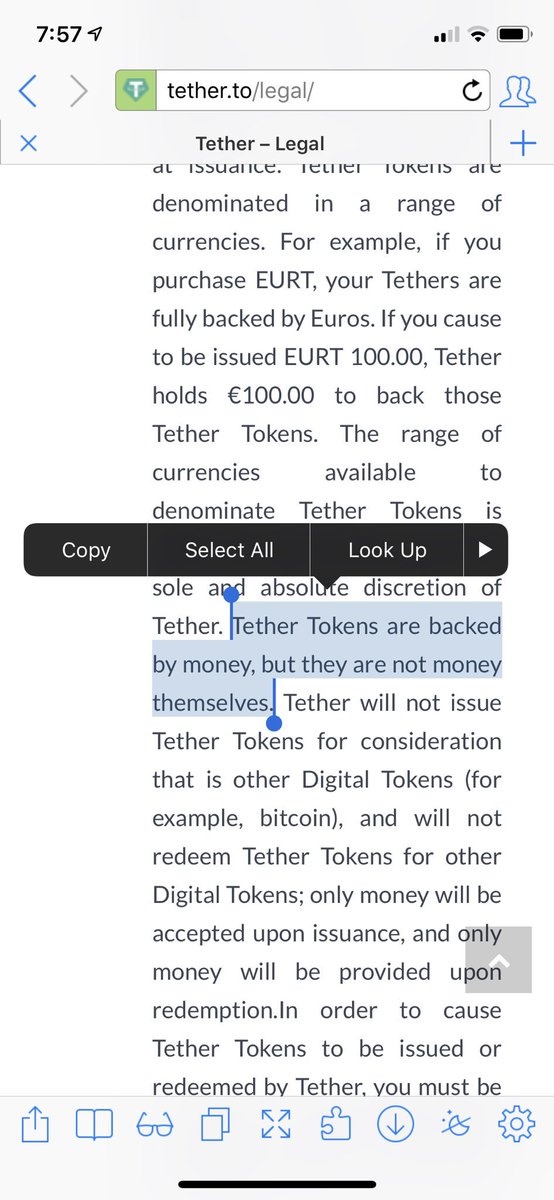 7:57
tether.to/legal/
Tether – Legal
at issuance. Tether Tokens are
denominated in a range of
currencies. For example, if you
purchase EURT, your Tethers are
fully backed by Euros. If you cause
to be issued EURT 100.00, Tether
holds €100.00 to back those
Tether Tokens. The range of
currencies available to
denominate Tether Tokens is
Copy Select All Look Up
sole and absolute discretion of
Tether. Tether Tokens are backed
by money, but they are not money
themselves. Tether will not issue
Tether Tokens for consideration
that is other Digital Tokens (for
example, bitcoin), and will not
redeem Tether Tokens for other
Digital Tokens; only money will be
accepted upon issuance, and only
money will be provided upon
redemption.In order to cause
Tether Tokens to be issued or
redeemed by Tether, you must be